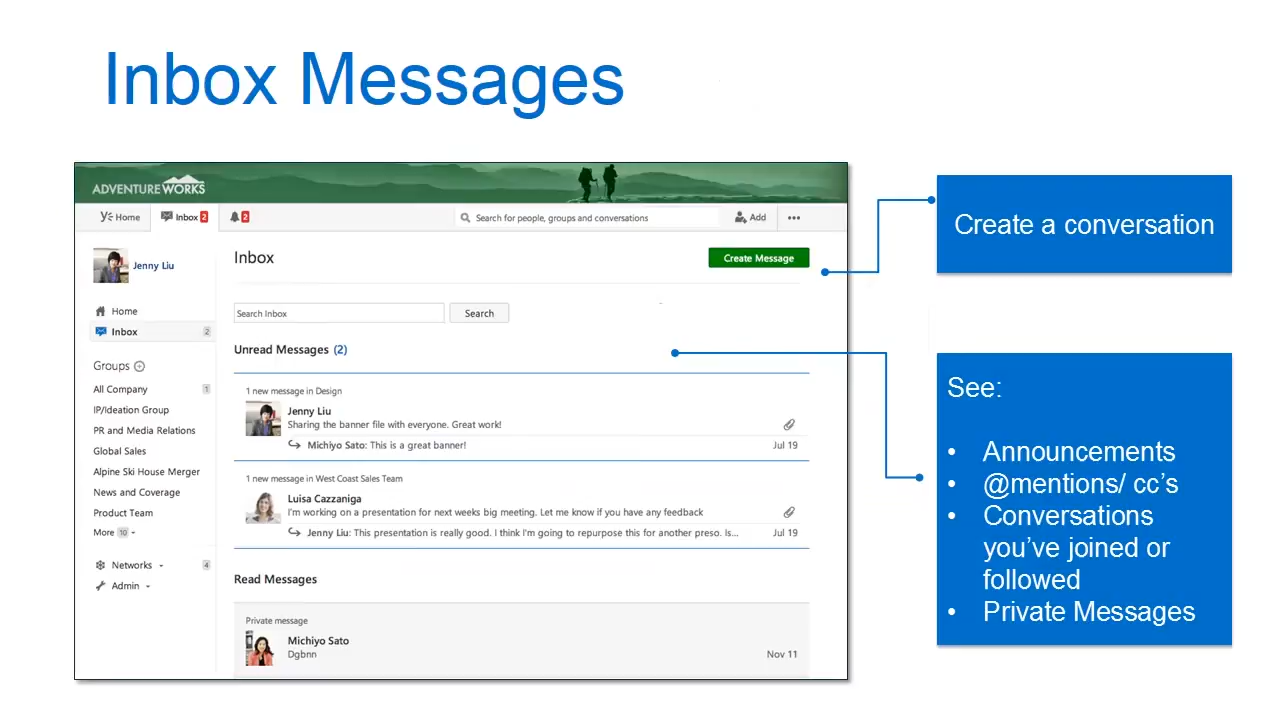 Inbox Messages
ADVENTUREWORKS
Home
Inbox 2
2
Search for people, groups and conversations
Add
•••
Jenny Liu
Home
Inbox 2
Groups
All Company 1
IP/Ideation Group
PR and Media Relations
Global Sales
Alpine Ski House Merger
News and Coverage
Product Team
More 10
Networks 4
Admin
Inbox
Create Message
Search Inbox
Search
Unread Messages (2)
1 new message in Design
Jenny Liu
Sharing the banner file with everyone. Great work!
Michiyo Sato: This is a great banner! Jul 19
1 new message in West Coast Sales Team
Luisa Cazzaniga
I'm working on a presentation for next weeks big meeting. Let me know if you have any feedback
Jenny Liu: This presentation is really good. I think I'm going to repurpose this for another preso. Is... Jul 19
Read Messages
Private message
Michiyo Sato
Dgbnn Nov 11
Create a conversation
See:
• Announcements
• @mentions/ cc’s
• Conversations
you’ve joined or
followed
• Private Messages